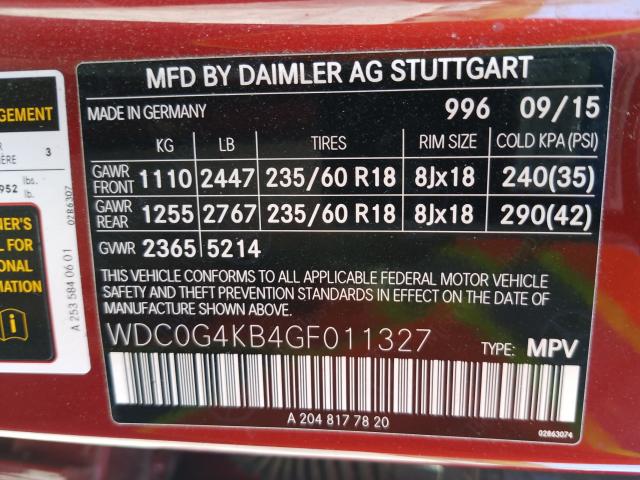 MFD BY DAIMLER AG STUTTGART
MADE IN GERMANY 996 09/15
KG LB TIRES RIM SIZE COLD KPA (PSI)
GAWR FRONT 1110 2447 235/60 R18 8Jx18 240(35)
GAWR REAR 1255 2767 235/60 R18 8Jx18 290(42)
GVWR 2365 5214
THIS VEHICLE CONFORMS TO ALL APPLICABLE FEDERAL MOTOR VEHICLE
SAFETY AND THEFT PREVENTION STANDARDS IN EFFECT ON THE DATE OF
MANUFACTURE SHOWN ABOVE.
WDC0G4KB4GF011327 TYPE: MPV
A 204 817 78 20
02863074
GEMENT
3
952 lbs.
lb.
02B6307
A 253 584 06 01
FOR